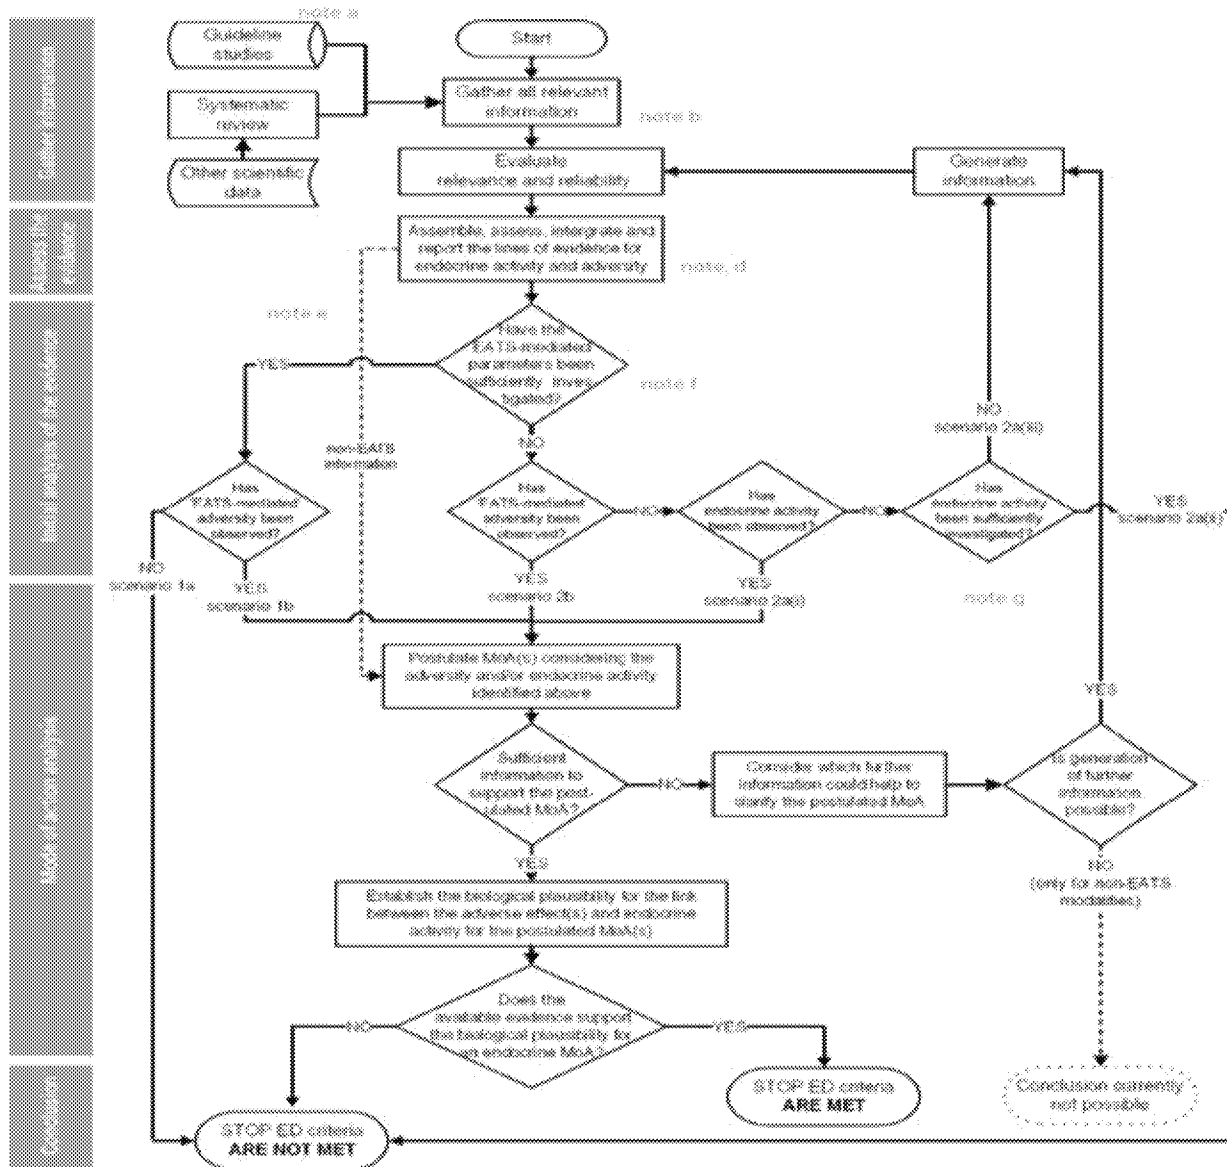 note a
Guideline
studies
Start
Systematic
review
Gather all relevant
information
note b
Other scientific
data
Evaluate
relevance and reliability
Generate
information
Assemble, assess, intergrate and
report the lines of evidence for
endocrine activity and adversity
note, d
note e
Have the
EATS-mediated
parameters been
sufficiently inves
tigated?
note f
YES
NO
non-EATS
information
NO
scenario 2a(iii)
Has
EATS-mediated
adversity been
observed?
Has
EATS-mediated
adversity been
observed?
NO
Has
endocrine activity
been observed?
NO
Has
endocrine activity
been sufficiently
investigated?
YES
scenario 2a(ii)
NO
scenario 1a
YES
scenario 1b
YES
scenario 2b
YES
scenario 2a(i)
note g
Postulate MoA(s) considering the
adversity and/or endocrine activity
identified above
YES
Sufficient
information to
support the post-
ulated MoA?
NO
Consider which further
information could help to
clarify the postulated MoA
Is generation
of further
information
possible?
YES
NO
(only for non-EATS
modalities)
Establish the biological plausibility for the link
between the adverse effect(s) and endocrine
activity for the postulated MoA(s)
Does the
available evidence support
the biological plausibility for
an endocrine MoA?
NO
YES
STOP ED criteria
ARE MET
Conclusion currently
not possible
STOP ED criteria
ARE NOT MET